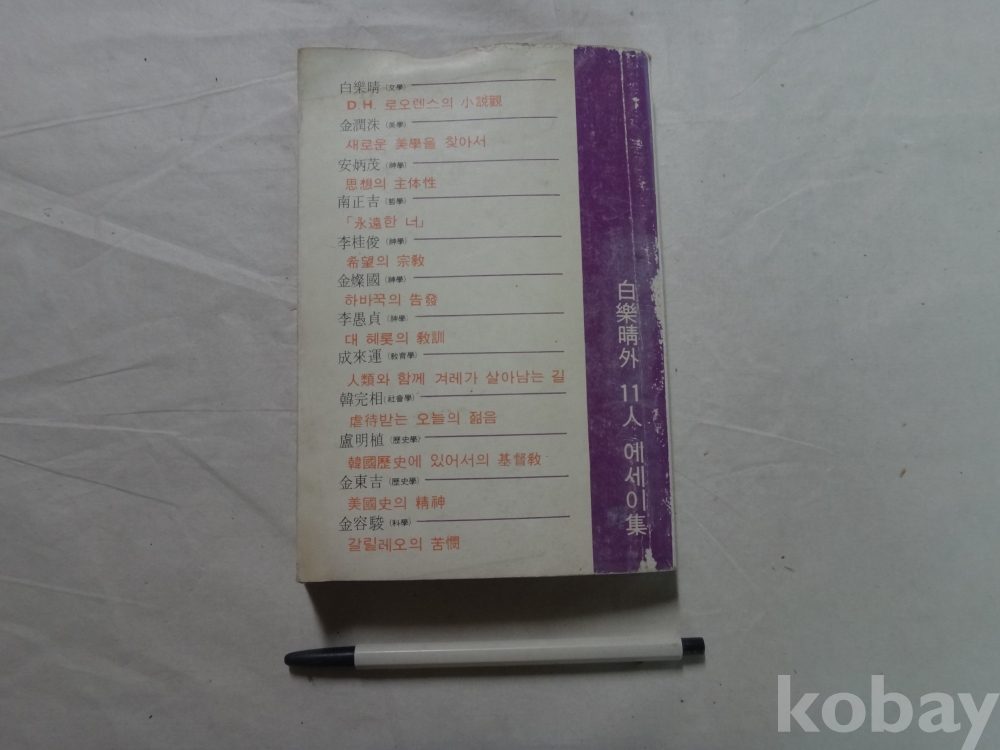 白樂晴 (文學)
D.H. 로오렌스의 小說觀
金潤洙 (美學)
새로운 美學을 찾아서
安炳茂 (神學)
思想의 主体性
南正吉 (哲學)
「永遠한 너」
李桂俊 (神學)
希望의 宗敎
金燦國 (神學)
하바꾹의 告發
李愚貞 (神學)
대 헤롯의 敎訓
成來運 (敎育學)
人類와 함께 겨레가 살아남는 길
韓完相 (社會學)
虐待받는 오늘의 젊음
盧明植 (歷史學)
韓國歷史에 있어서의 基督敎
金東吉 (歷史學)
美國史의 精神
金容駿 (科學)
갈릴레오의 苦憫
白樂晴外 11人 에세이集
kobay